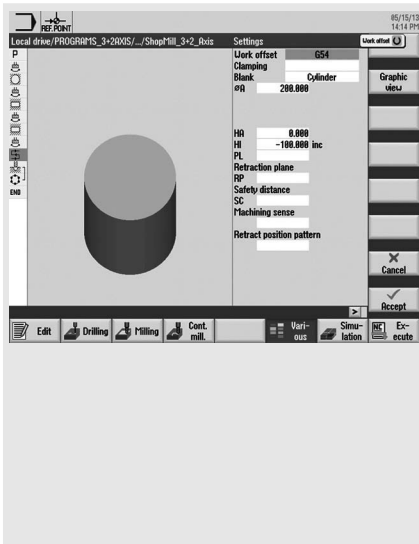 REF. POINT
05/15/13
14:14 PM
Local drive/PROGRAMS_3+2AXIS/.../ShopMill_3+2_Axis
Settings
Work offset
P
END
Work offset G54
Clamping
Blank Cylinder
øA 200.000
HA 0.000
HI -100.000 inc
PL
Retraction plane
RP
Safety distance
SC
Machining sense
Retract position pattern
Graphic view
Cancel
Accept
>
Edit
Drilling
Milling
Cont. mill.
Vari- ous
Simu- lation
NC Ex- ecute